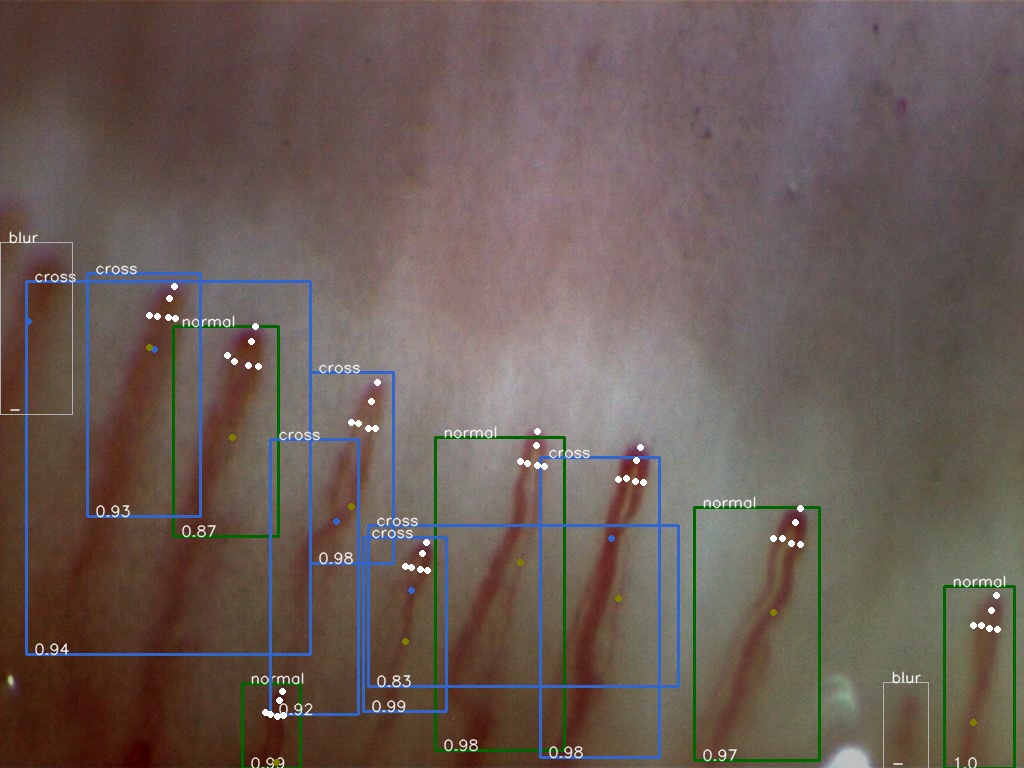 blur
cross
cross
normal
cross
–
normal
cross
cross
normal
0.93
cross
cross
0.87
0.98
normal
0.94
normal
0.83
blur
0.92
0.99
0.98
0.98
0.97
0.99
–
1.0